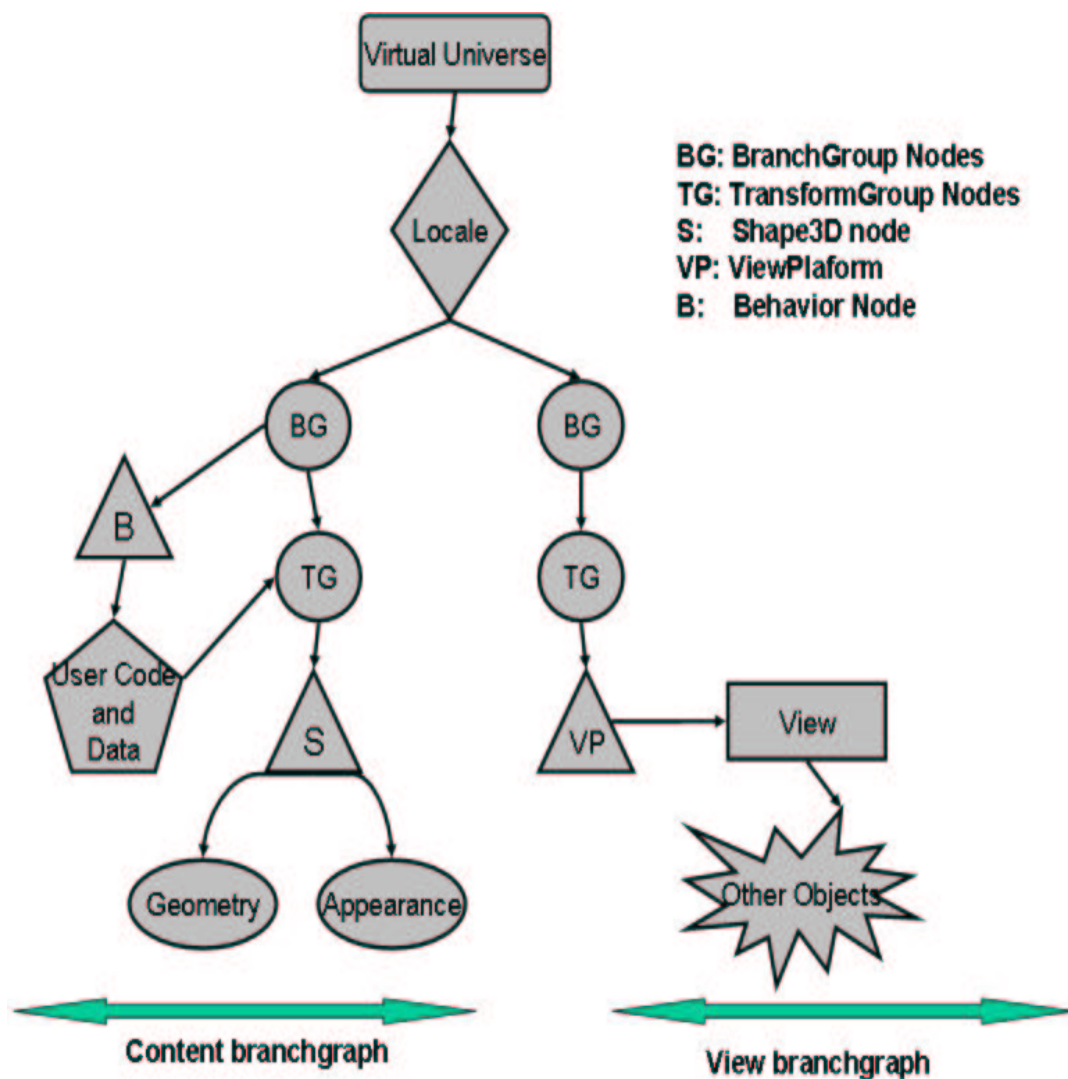 Virtual Universe
Locale
BG: BranchGroup Nodes
TG: TransformGroup Nodes
S: Shape3D node
VP: ViewPlaform
B: Behavior Node
BG
BG
B
TG
TG
User Code
and
Data
S
VP
View
Geometry
Appearance
Other Objects
Content branchgraph
View branchgraph